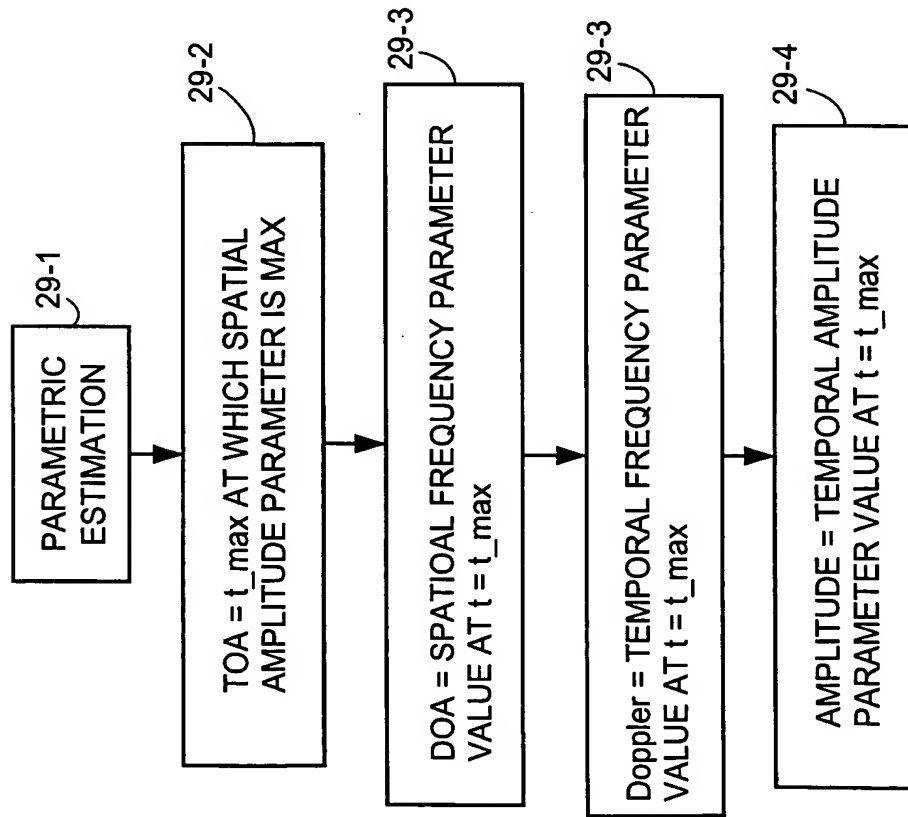 29-1
PARAMETRIC
ESTIMATION
29-2
TOA = t_max AT WHICH SPATIAL
AMPLITUDE PARAMETER IS MAX
29-3
DOA = SPATIOAL FREQUENCY PARAMETER
VALUE AT t = t_max
29-3
Doppler = TEMPORAL FREQUENCY PARAMETER
VALUE AT t = t_max
29-4
AMPLITUDE = TEMPORAL AMPLITUDE
PARAMETER VALUE AT t = t_max